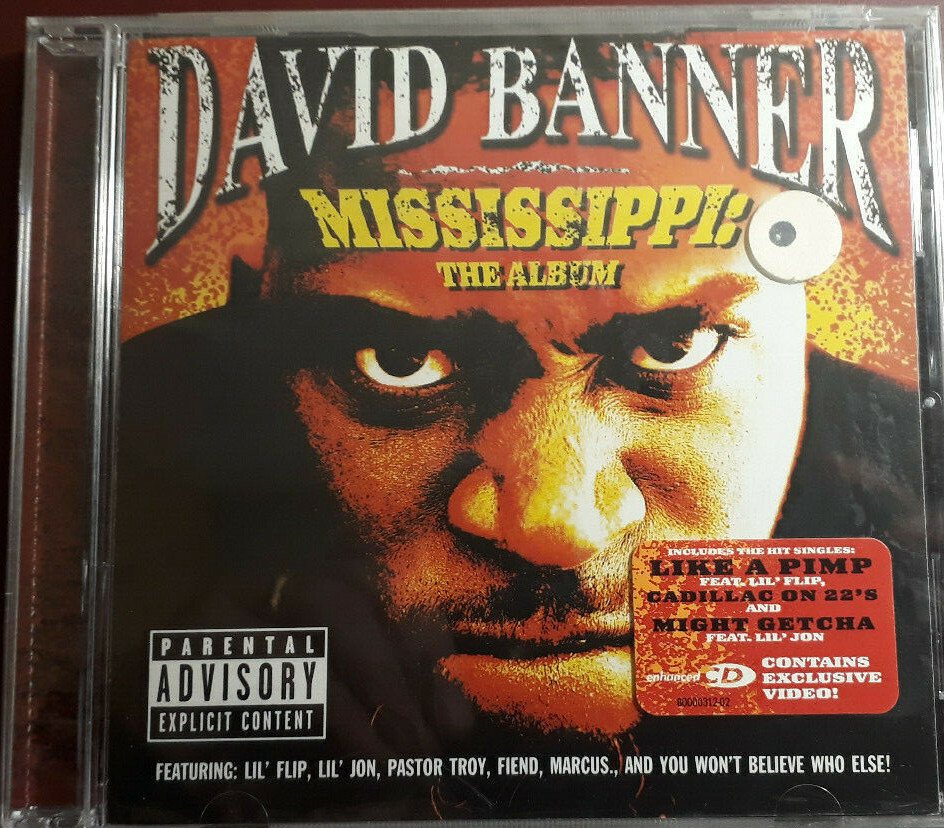 DAVID BANNER
MISSISSIPPI:
THE ALBUM
INCLUDES THE HIT SINGLES:
LIKE A PIMP
FEAT. LIL' FLIP,
CADILLAC ON 22'S
AND
MIGHT GETCHA
FEAT. LIL' JON
enhanced CD
CONTAINS
EXCLUSIVE
VIDEO!
B0000312-02
PARENTAL
ADVISORY
EXPLICIT CONTENT
FEATURING: LIL' FLIP, LIL' JON, PASTOR TROY, FIEND, MARCUS., AND YOU WON'T BELIEVE WHO ELSE!